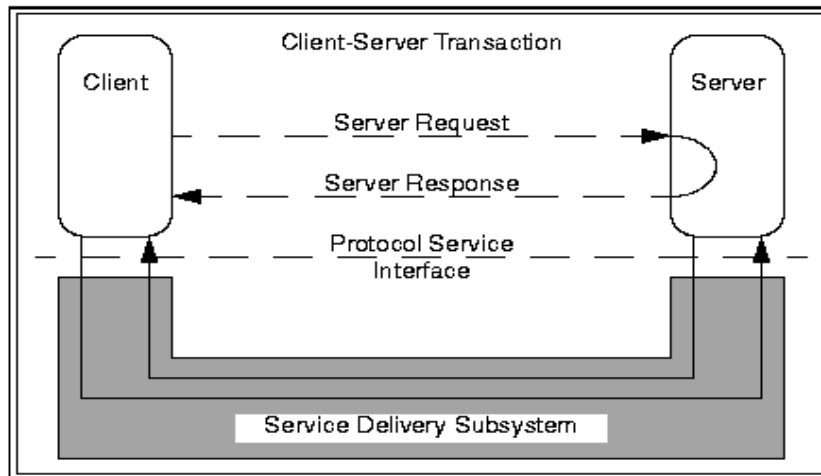 Client-Server Transaction
Client
Server
Server Request
Server Response
Protocol Service
Interface
Service Delivery Subsystem